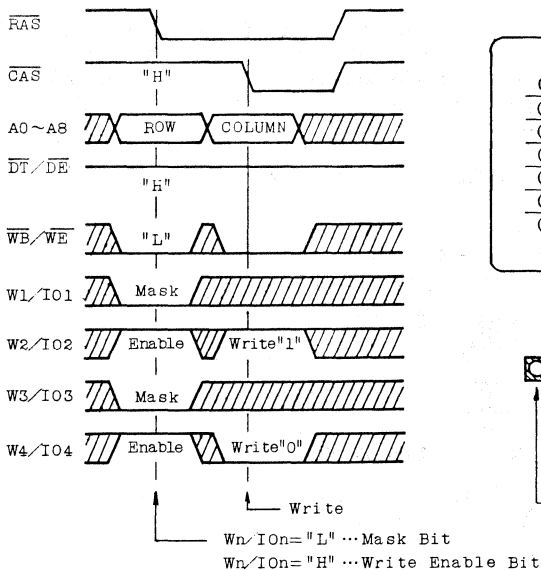 RAS
CAS "H"
A0~A8 ROW COLUMN
DT/DE
"H"
WB/WE "L"
W1/IO1 Mask
W2/IO2 Enable Write"1"
W3/IO3 Mask
W4/IO4 Enable Write"0"
Write
Wn/IOn="L"…Mask Bit
Wn/IOn="H"…Write Enable Bit